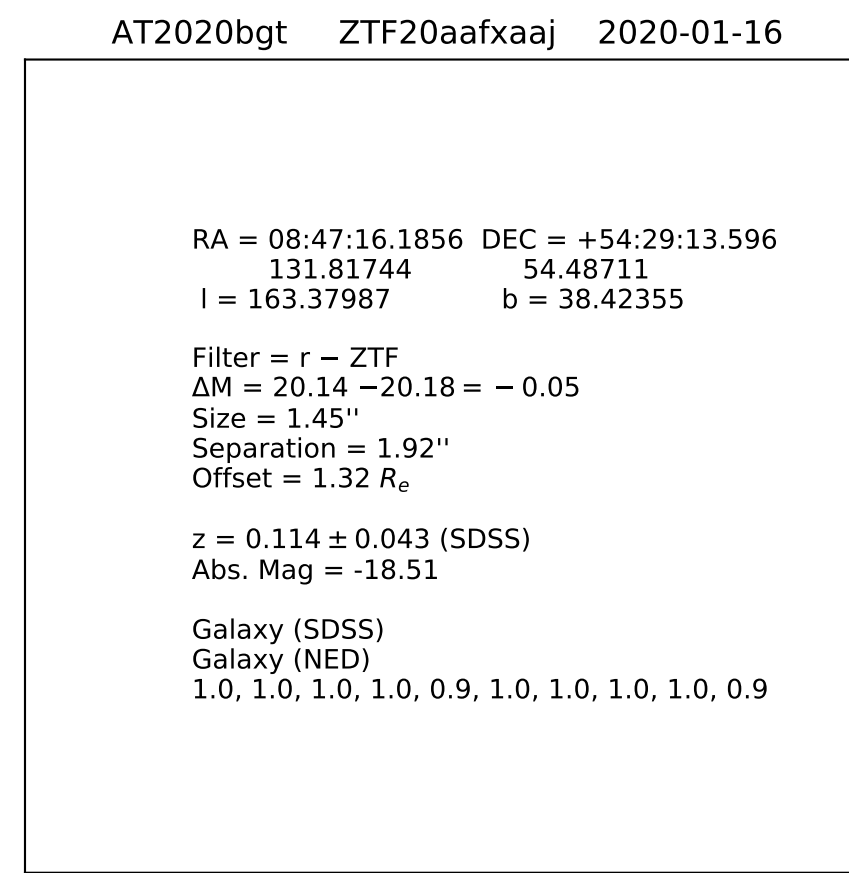 AT2020bgt ZTF20aafxaaj 2020-01-16
RA = 08:47:16.1856 DEC = +54:29:13.596
131.81744 54.48711
l = 163.37987 b = 38.42355
Filter = r − ZTF
ΔM = 20.14 −20.18 = − 0.05
Size = 1.45''
Separation = 1.92''
Offset = 1.32 Re
z = 0.114 ± 0.043 (SDSS)
Abs. Mag = -18.51
Galaxy (SDSS)
Galaxy (NED)
1.0, 1.0, 1.0, 1.0, 0.9, 1.0, 1.0, 1.0, 1.0, 0.9